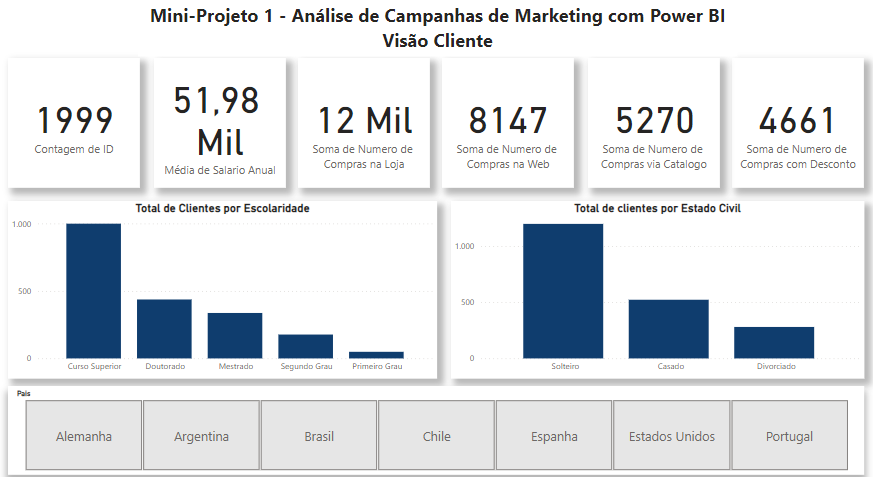 Mini-Projeto 1 - Análise de Campanhas de Marketing com Power BI
Visão Cliente
1999
Contagem de ID
51,98
Mil
Média de Salario Anual
12 Mil
Soma de Numero de
Compras na Loja
8147
Soma de Numero de
Compras na Web
5270
Soma de Numero de
Compras via Catalogo
4661
Soma de Numero de
Compras com Desconto
Total de Clientes por Escolaridade
1.000
500
0
Curso Superior
Doutorado
Mestrado
Segundo Grau
Primeiro Grau
Total de clientes por Estado Civil
1.000
500
0
Solteiro
Casado
Divorciado
Pais
Alemanha
Argentina
Brasil
Chile
Espanha
Estados Unidos
Portugal